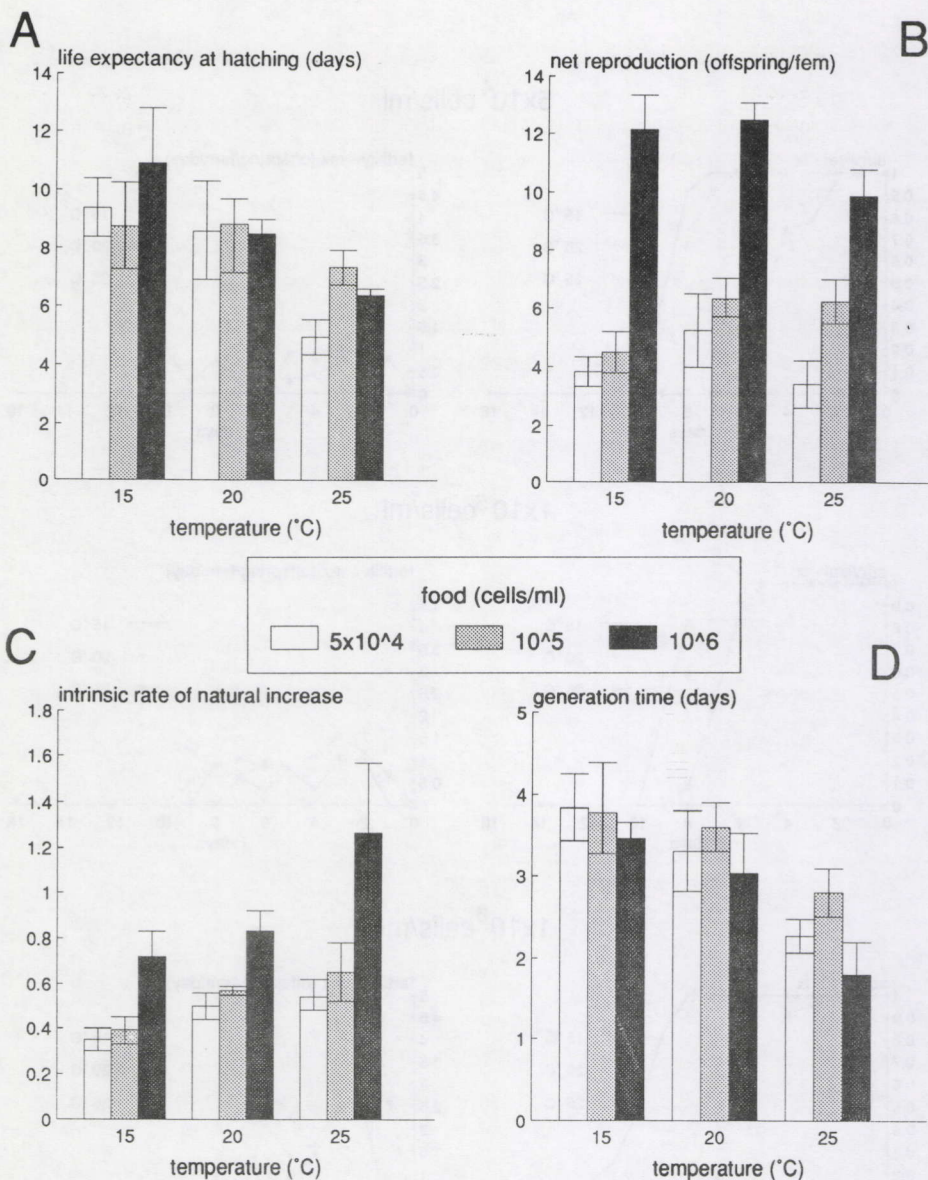 A
B
life expectancy at hatching (days)
14
12
10
8
6
4
2
0
15 20 25
temperature (°C)
net reproduction (offspring/fem)
14
12
10
8
6
4
2
0
15 20 25
temperature (°C)
food (cells/ml)
5x10^4 10^5 10^6
C
D
intrinsic rate of natural increase
1.8
1.6
1.4
1.2
1
0.8
0.6
0.4
0.2
0
15 20 25
temperature (°C)
generation time (days)
5
4
3
2
1
0
15 20 25
temperature (°C)